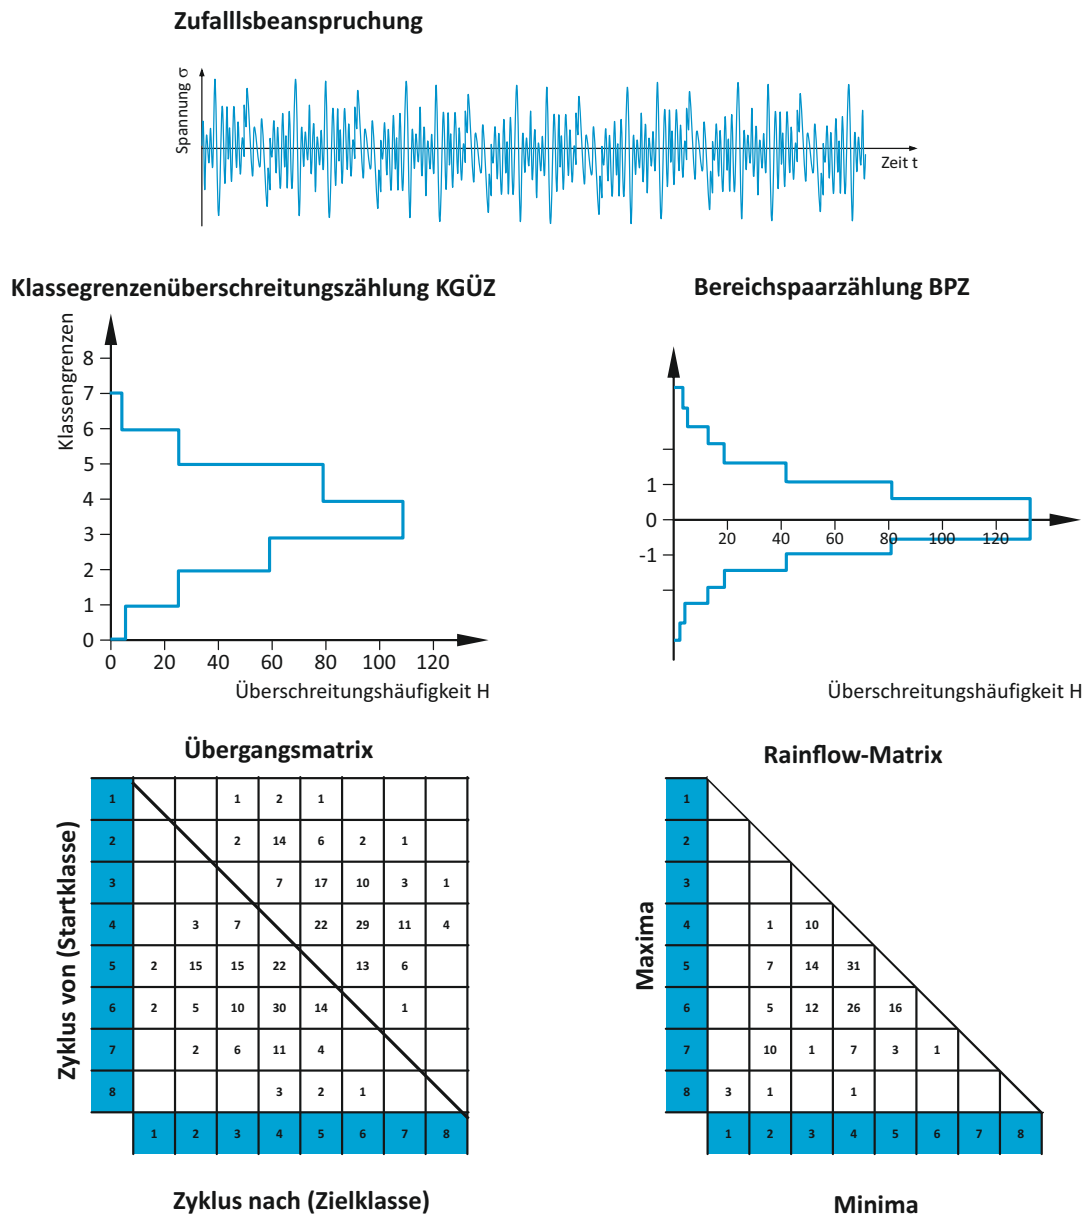 Zufalllsbeanspruchung
Spannung σ
Zeit t
Klassegrenzenüberschreitungszählung KGÜZ
Klassengrenzen
8
7
6
5
4
3
2
1
0
0 20 40 60 80 100 120
Überschreitungshäufigkeit H
Bereichspaarzählung BPZ
1
0
-1
20 40 60 80 100 120
Überschreitungshäufigkeit H
Übergangsmatrix
Zyklus von (Startklasse)
1 1 2 1
2 2 14 6 2 1
3 7 17 10 3 1
4 3 7 22 29 11 4
5 2 15 15 22 13 6
6 2 5 10 30 14 1
7 2 6 11 4
8 3 2 1
1 2 3 4 5 6 7 8
Zyklus nach (Zielklasse)
Rainflow-Matrix
Maxima
1
2
3
4 1 10
5 7 14 31
6 5 12 26 16
7 10 1 7 3 1
8 3 1 1
1 2 3 4 5 6 7 8
Minima